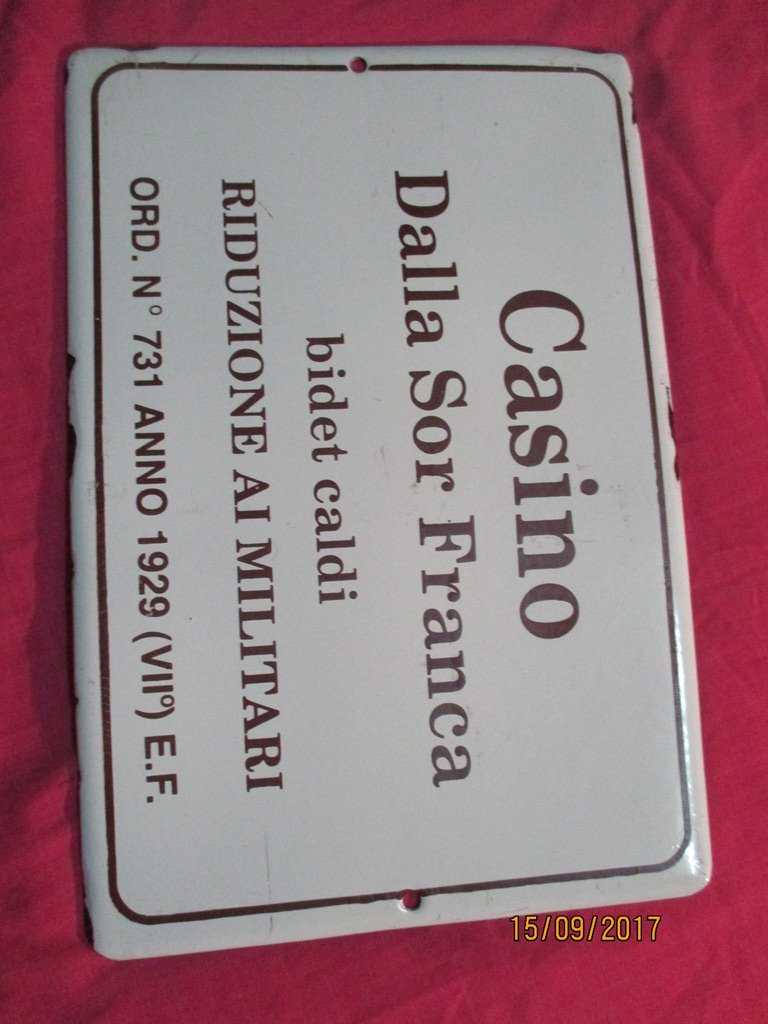 Casino
Dalla Sor Franca
bidet caldi
RIDUZIONE AI MILITARI
ORD. N° 731 ANNO 1929 (VII°) E.F.
15/09/2017